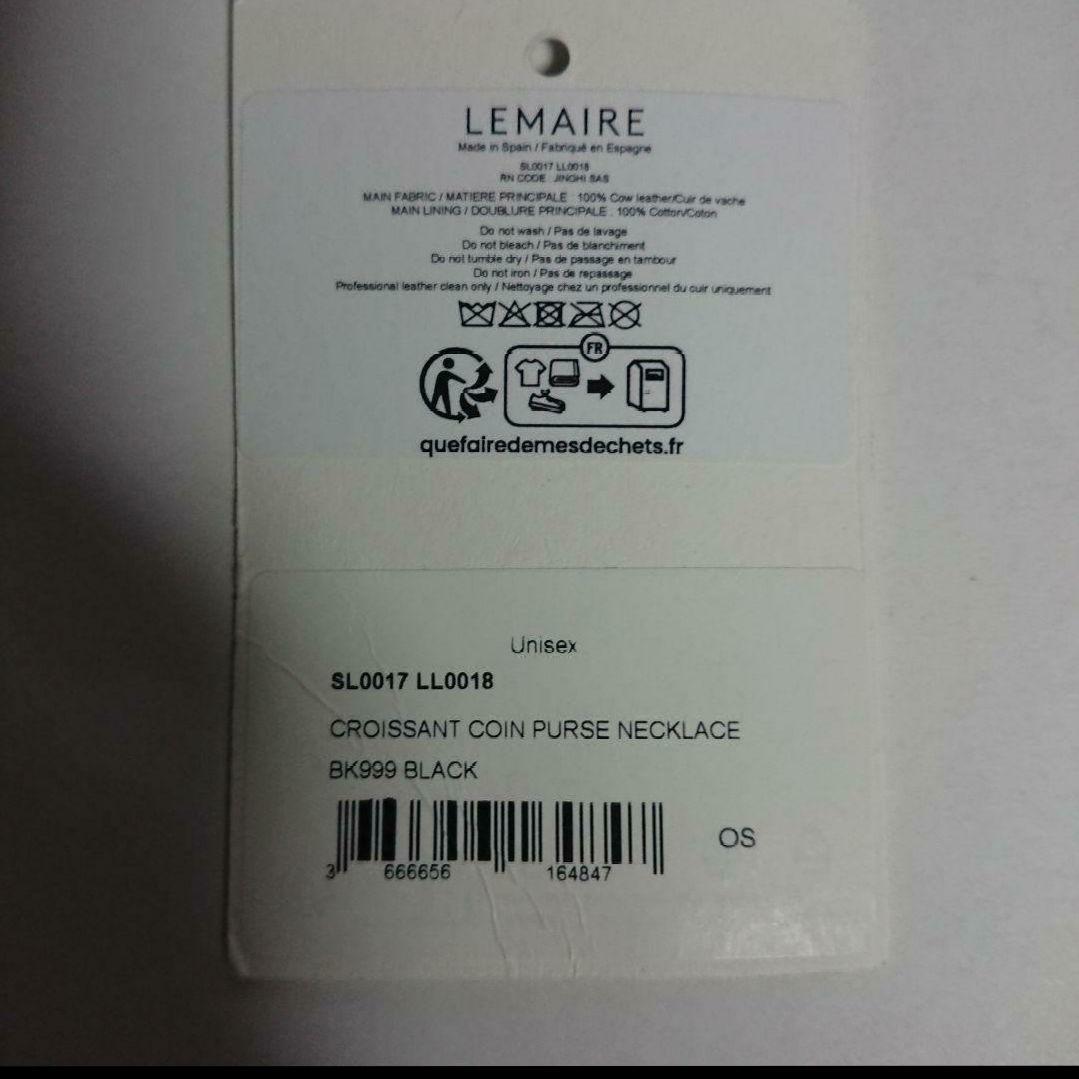 LEMAIRE
Made in Spain / Fabriqué en Espagne
SL0017 LL0018
RN CODE : JINGHI SAS
MAIN FABRIC / MATIERE PRINCIPALE : 100% Cow leather/Cuir de vache
MAIN LINING / DOUBLURE PRINCIPALE : 100% Cotton/Coton
Do not wash / Pas de lavage
Do not bleach / Pas de blanchiment
Do not tumble dry / Pas de passage en tambour
Do not iron / Pas de repassage
Professional leather clean only / Nettoyage chez un professionnel du cuir uniquement
FR
quefairedemesdechets.fr
Unisex
SL0017 LL0018
CROISSANT COIN PURSE NECKLACE
BK999 BLACK
OS
3 666656 164847